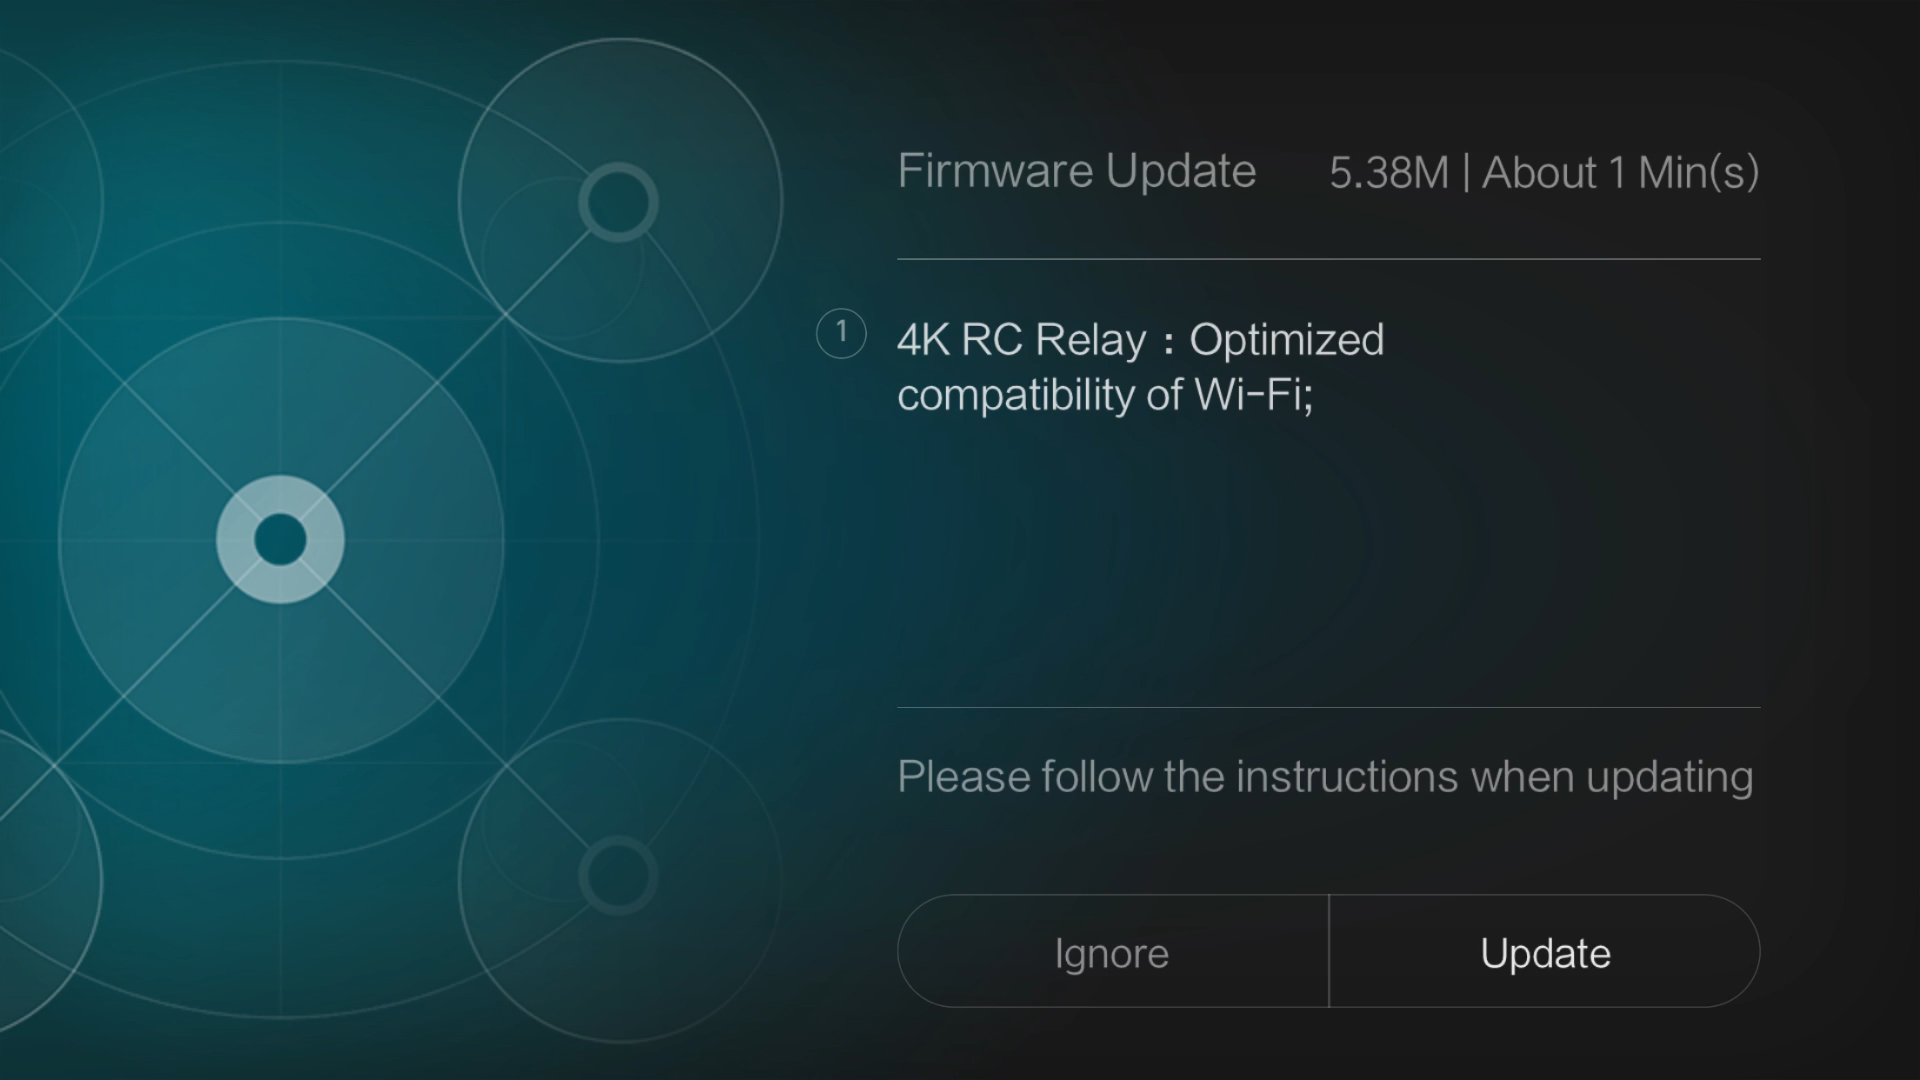 Firmware Update 5.38M | About 1 Min(s)
1 4K RC Relay：Optimized
compatibility of Wi-Fi;
Please follow the instructions when updating
Ignore Update